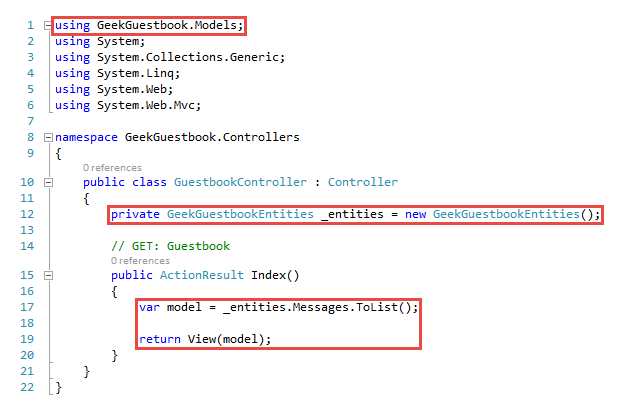 1 using GeekGuestbook.Models;
2 using System;
3 using System.Collections.Generic;
4 using System.Linq;
5 using System.Web;
6 using System.Web.Mvc;
7
8 namespace GeekGuestbook.Controllers
9 {
0 references
10 public class GuestbookController : Controller
11 {
12 private GeekGuestbookEntities _entities = new GeekGuestbookEntities();
13
14 // GET: Guestbook
0 references
15 public ActionResult Index()
16 {
17 var model = _entities.Messages.ToList();
18
19 return View(model);
20 }
21 }
22 }